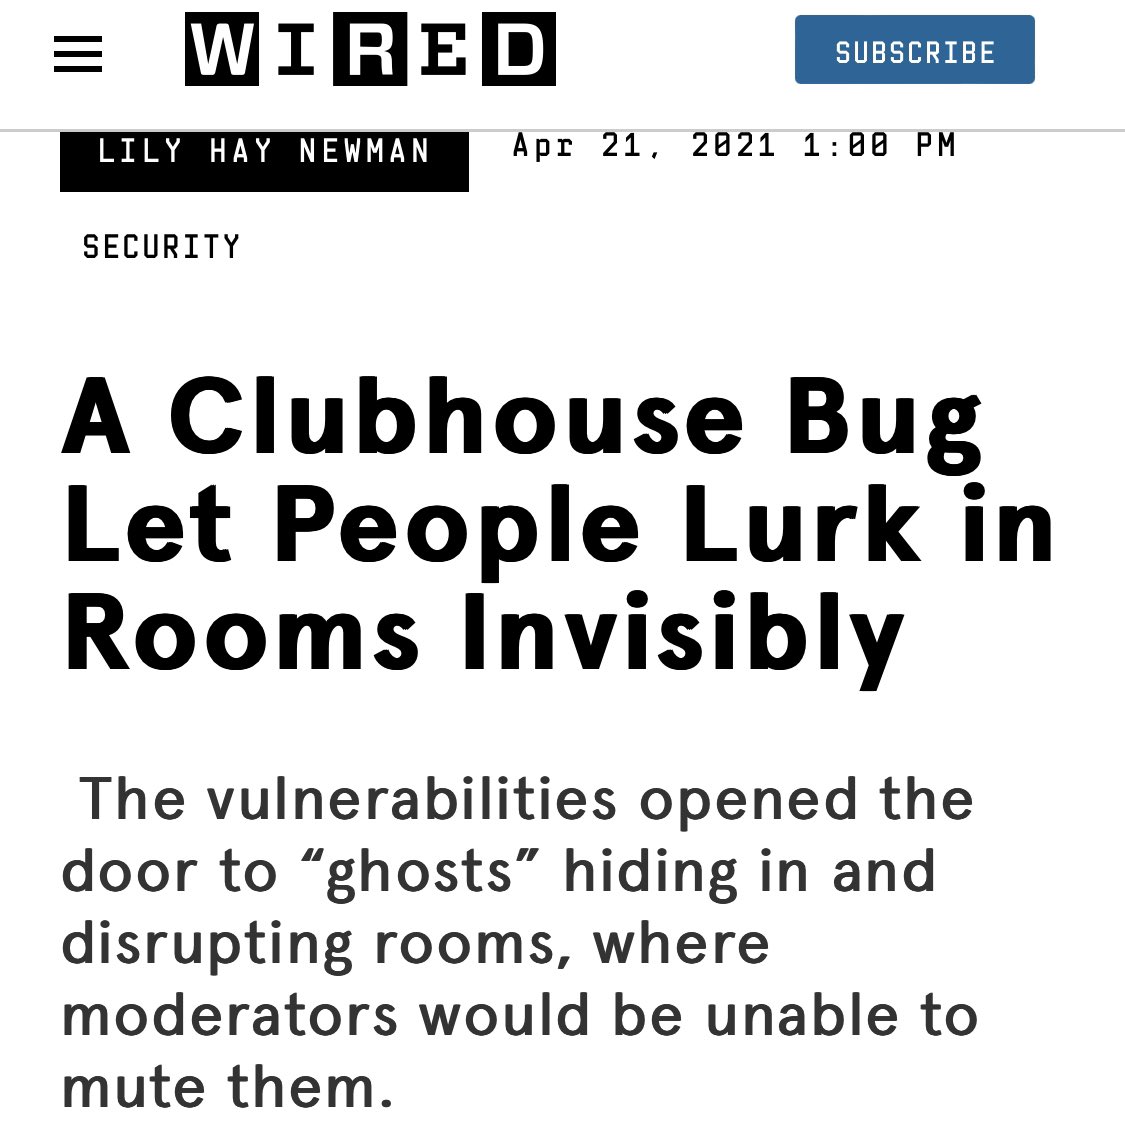 WIRED
SUBSCRIBE
LILY HAY NEWMAN
Apr 21, 2021 1:00 PM
SECURITY
A Clubhouse Bug
Let People Lurk in
Rooms Invisibly
The vulnerabilities opened the
door to “ghosts” hiding in and
disrupting rooms, where
moderators would be unable to
mute them.